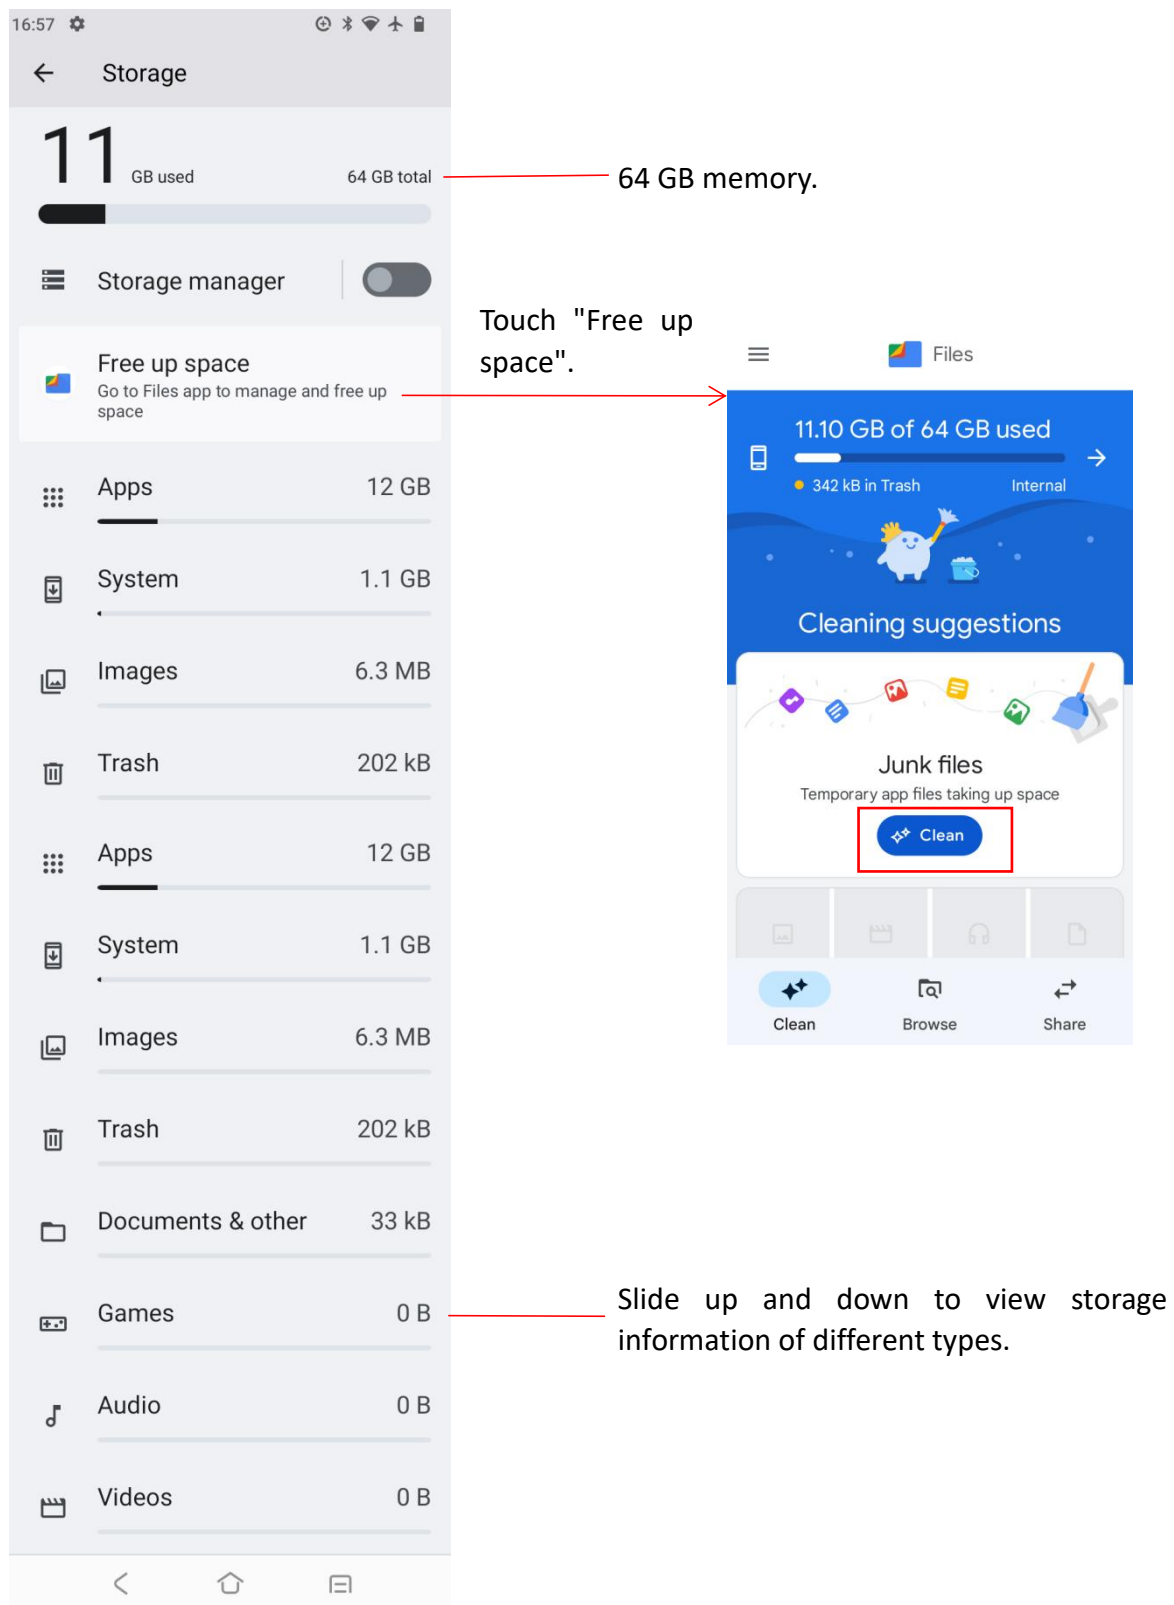 16:57
Storage
11 GB used 64 GB total
64 GB memory.
Storage manager
Touch "Free up
space".
Free up space
Go to Files app to manage and free up
space
Apps 12 GB
System 1.1 GB
Images 6.3 MB
Trash 202 kB
Apps 12 GB
System 1.1 GB
Images 6.3 MB
Trash 202 kB
Documents & other 33 kB
Games 0 B
Audio 0 B
Videos 0 B
Files
11.10 GB of 64 GB used
342 kB in Trash Internal
Cleaning suggestions
Junk files
Temporary app files taking up space
Clean
Clean Browse Share
Slide up and down to view storage
information of different types.